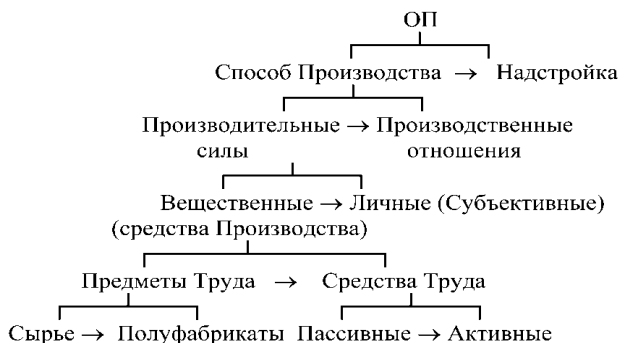 ОП
Способ Производства → Надстройка
Производительные → Производственные
силы отношения
Вещественные → Личные (Субъективные)
(средства Производства)
Предметы Труда → Средства Труда
Сырье → Полуфабрикаты Пассивные → Активные